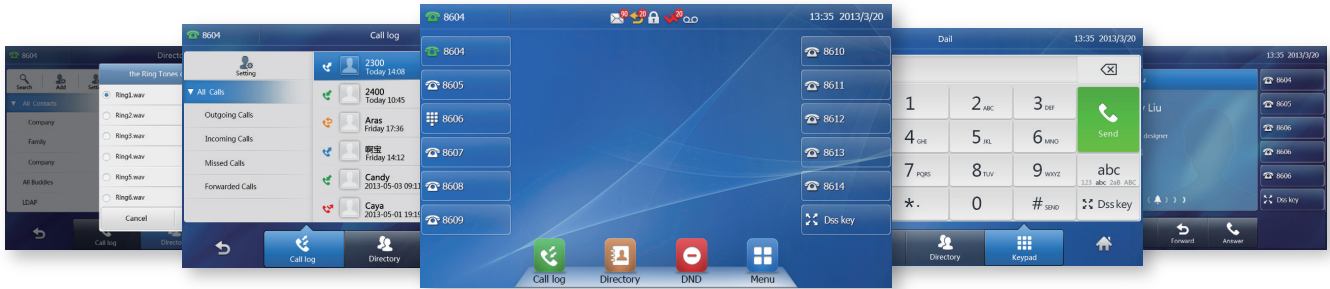 8604
Directo
13:35 2013/3/20
Search
Add
Setti
the Ring Tones o
All Contacts
Company
Family
Company
All Buddies
LDAP
Ring1.wav
Ring2.wav
Ring3.wav
Ring4.wav
Ring5.wav
Ring6.wav
Cancel
Call log
Directo
8604
Call log
Setting
All Calls
Outgoing Calls
Incoming Calls
Missed Calls
Forwarded Calls
2300
Today 14:08
2400
Today 10:45
Aras
Friday 17:36
啊宝
Friday 14:12
Candy
2013-05-03 09:11
Caya
2013-05-01 19:19
Call log
Directory
8604
90
20
20
13:35 2013/3/20
8604
8605
8606
8607
8608
8609
8610
8611
8612
8613
8614
Dss key
Call log
Directory
DND
Menu
Dail
13:35 2013/3/20
1
2 ABC
3 DEF
Send
4 GHI
5 JKL
6 MNO
7 PQRS
8 TUV
9 WXYZ
abc
123 abc 2aB ABC
*.
0
# SEND
Dss key
Directory
Keypad
Liu
designer
8604
8605
8606
8606
8606
Dss key
Forward
Answer